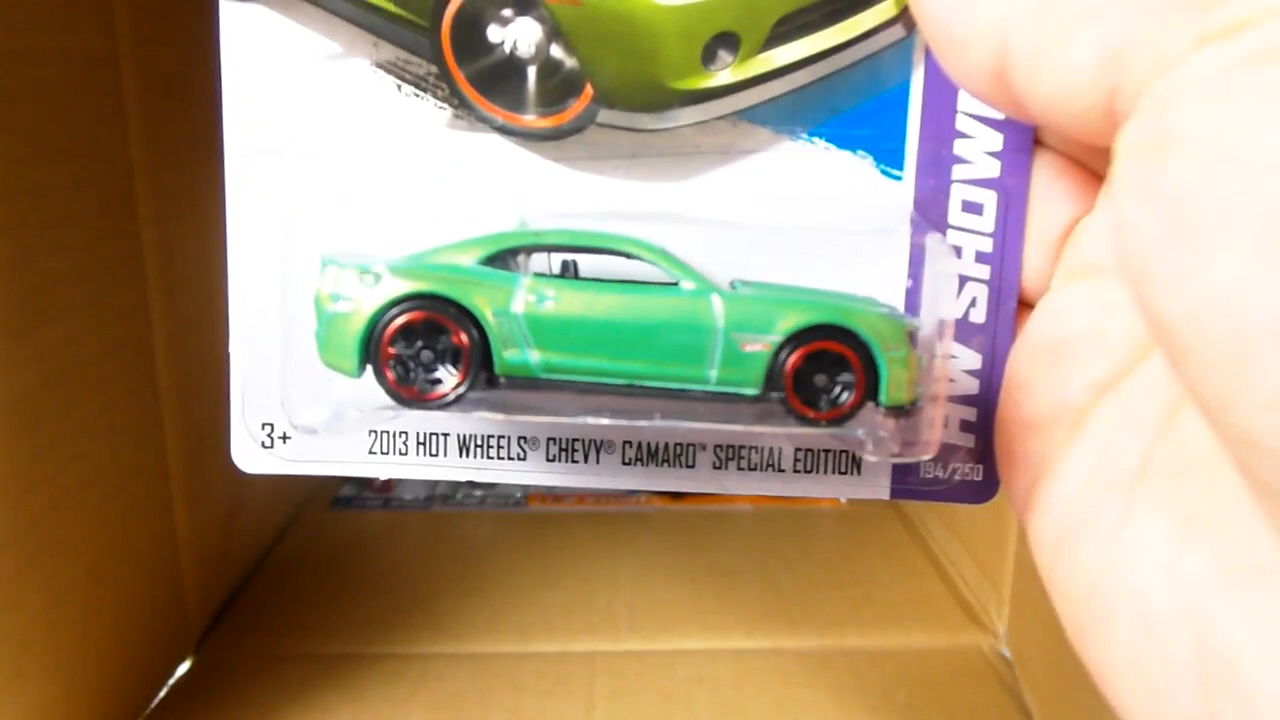 HW SHOW
3+
2013 HOT WHEELS® CHEVY® CAMARO™ SPECIAL EDITION
194/250